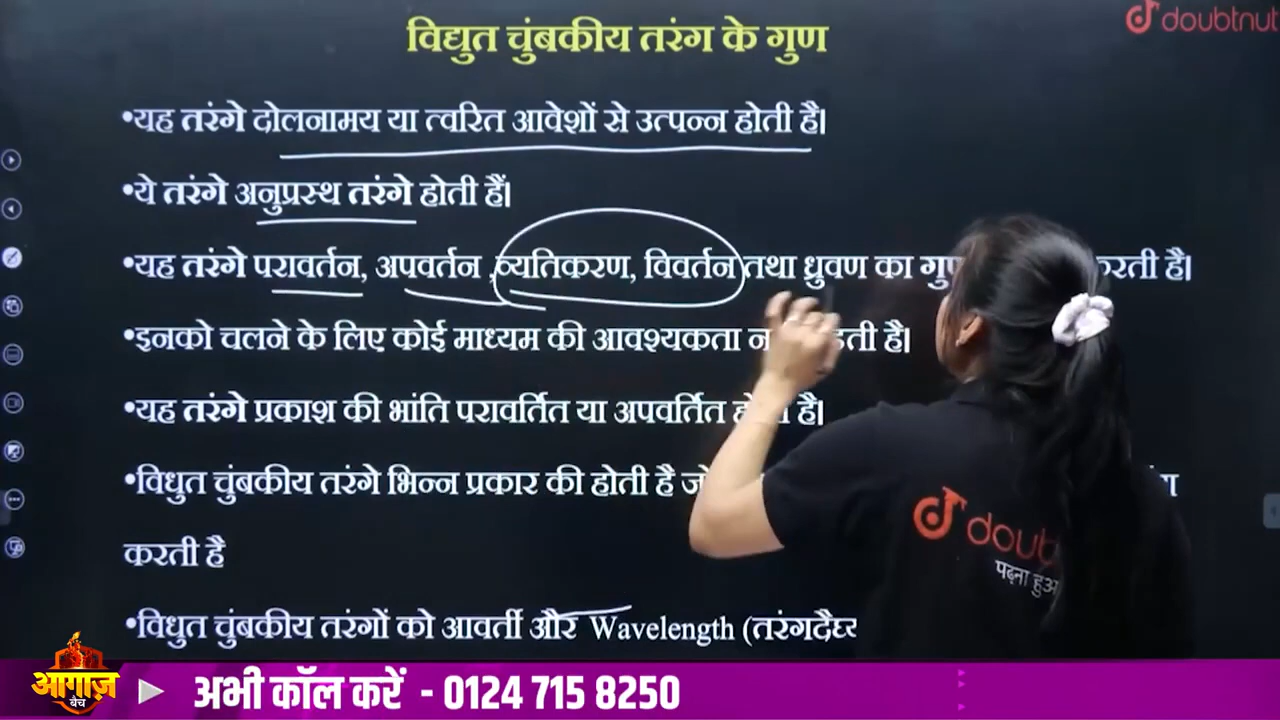 विद्युत चुंबकीय तरंग के गुण
doubtnut
•यह तरंगे दोलनामय या त्वरित आवेशों से उत्पन्न होती है।
•ये तरंगे अनुप्रस्थ तरंगे होती हैं।
•यह तरंगे परावर्तन, अपवर्तन ,व्यतिकरण, विवर्तन तथा ध्रुवण का करती है।
•इनको चलने के लिए कोई माध्यम की आवश्यकता है।
•यह तरंगे प्रकाश की भांति परावर्तित या अपवर्तित है।
•विधुत चुंबकीय तरंगे भिन्न प्रकार की होती है
करती है
•विधुत चुंबकीय तरंगों को आवर्ती और Wavelength (तरंगदैर्ध्य
doubt
पढ़ना हुआ
आगाज़
बैच
अभी कॉल करें - 0124 715 8250